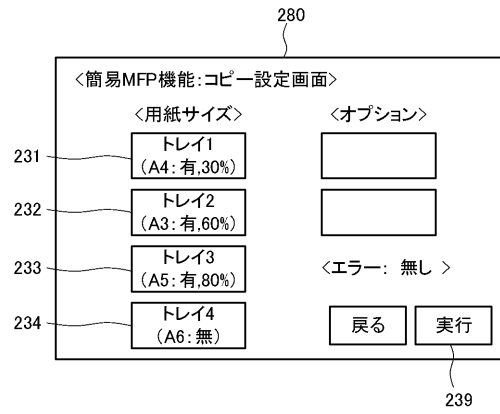 280
〈簡易MFP機能:コピー設定画面〉
〈用紙サイズ〉 〈オプション〉
231 トレイ1
(A4:有,30%)
232 トレイ2
(A3:有,60%)
233 トレイ3
(A5:有,80%)
〈エラー: 無し 〉
234 トレイ4
(A6:無)
戻る 実行
239